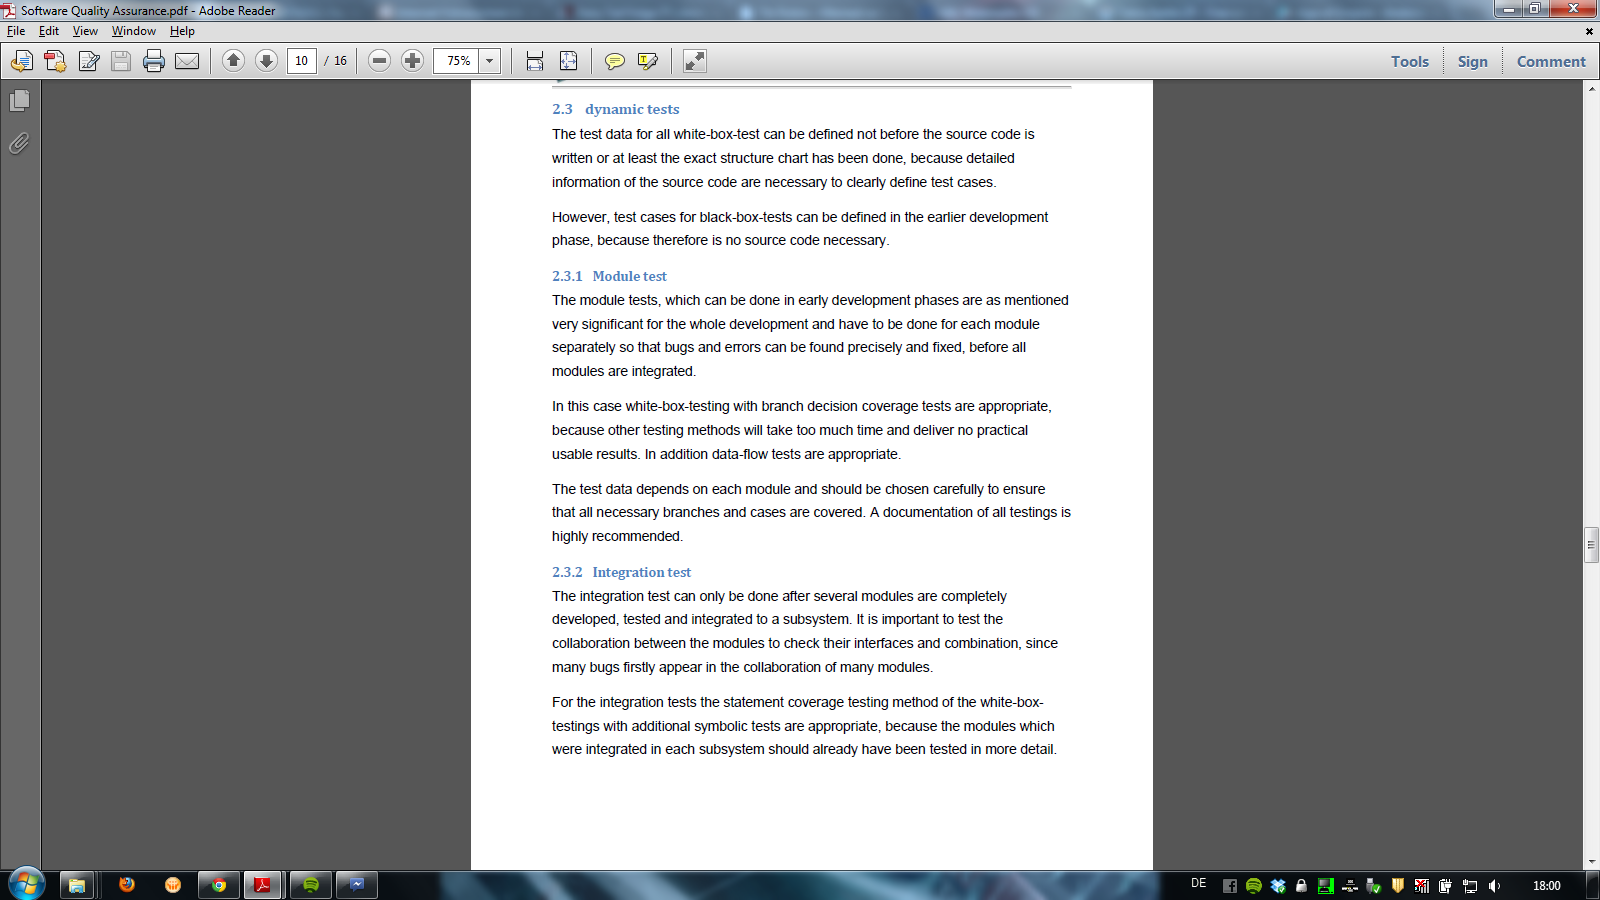 Software Quality Assurance.pdf - Adobe Reader
File Edit View Window Help
10 / 16 75% Tools Sign Comment
2.3 dynamic tests
The test data for all white-box-test can be defined not before the source code is
written or at least the exact structure chart has been done, because detailed
information of the source code are necessary to clearly define test cases.
However, test cases for black-box-tests can be defined in the earlier development
phase, because therefore is no source code necessary.
2.3.1 Module test
The module tests, which can be done in early development phases are as mentioned
very significant for the whole development and have to be done for each module
separately so that bugs and errors can be found precisely and fixed, before all
modules are integrated.
In this case white-box-testing with branch decision coverage tests are appropriate,
because other testing methods will take too much time and deliver no practical
usable results. In addition data-flow tests are appropriate.
The test data depends on each module and should be chosen carefully to ensure
that all necessary branches and cases are covered. A documentation of all testings is
highly recommended.
2.3.2 Integration test
The integration test can only be done after several modules are completely
developed, tested and integrated to a subsystem. It is important to test the
collaboration between the modules to check their interfaces and combination, since
many bugs firstly appear in the collaboration of many modules.
For the integration tests the statement coverage testing method of the white-box-
testings with additional symbolic tests are appropriate, because the modules which
were integrated in each subsystem should already have been tested in more detail.
DE 18:00